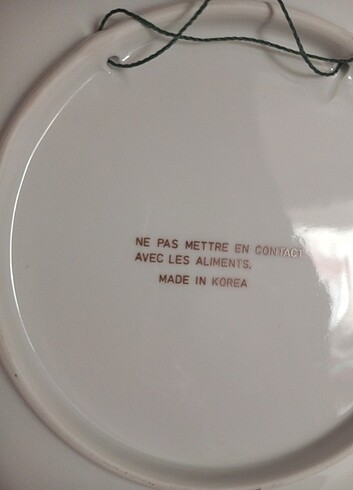 NE PAS METTRE EN CONTACT
AVEC LES ALIMENTS.
MADE IN KOREA